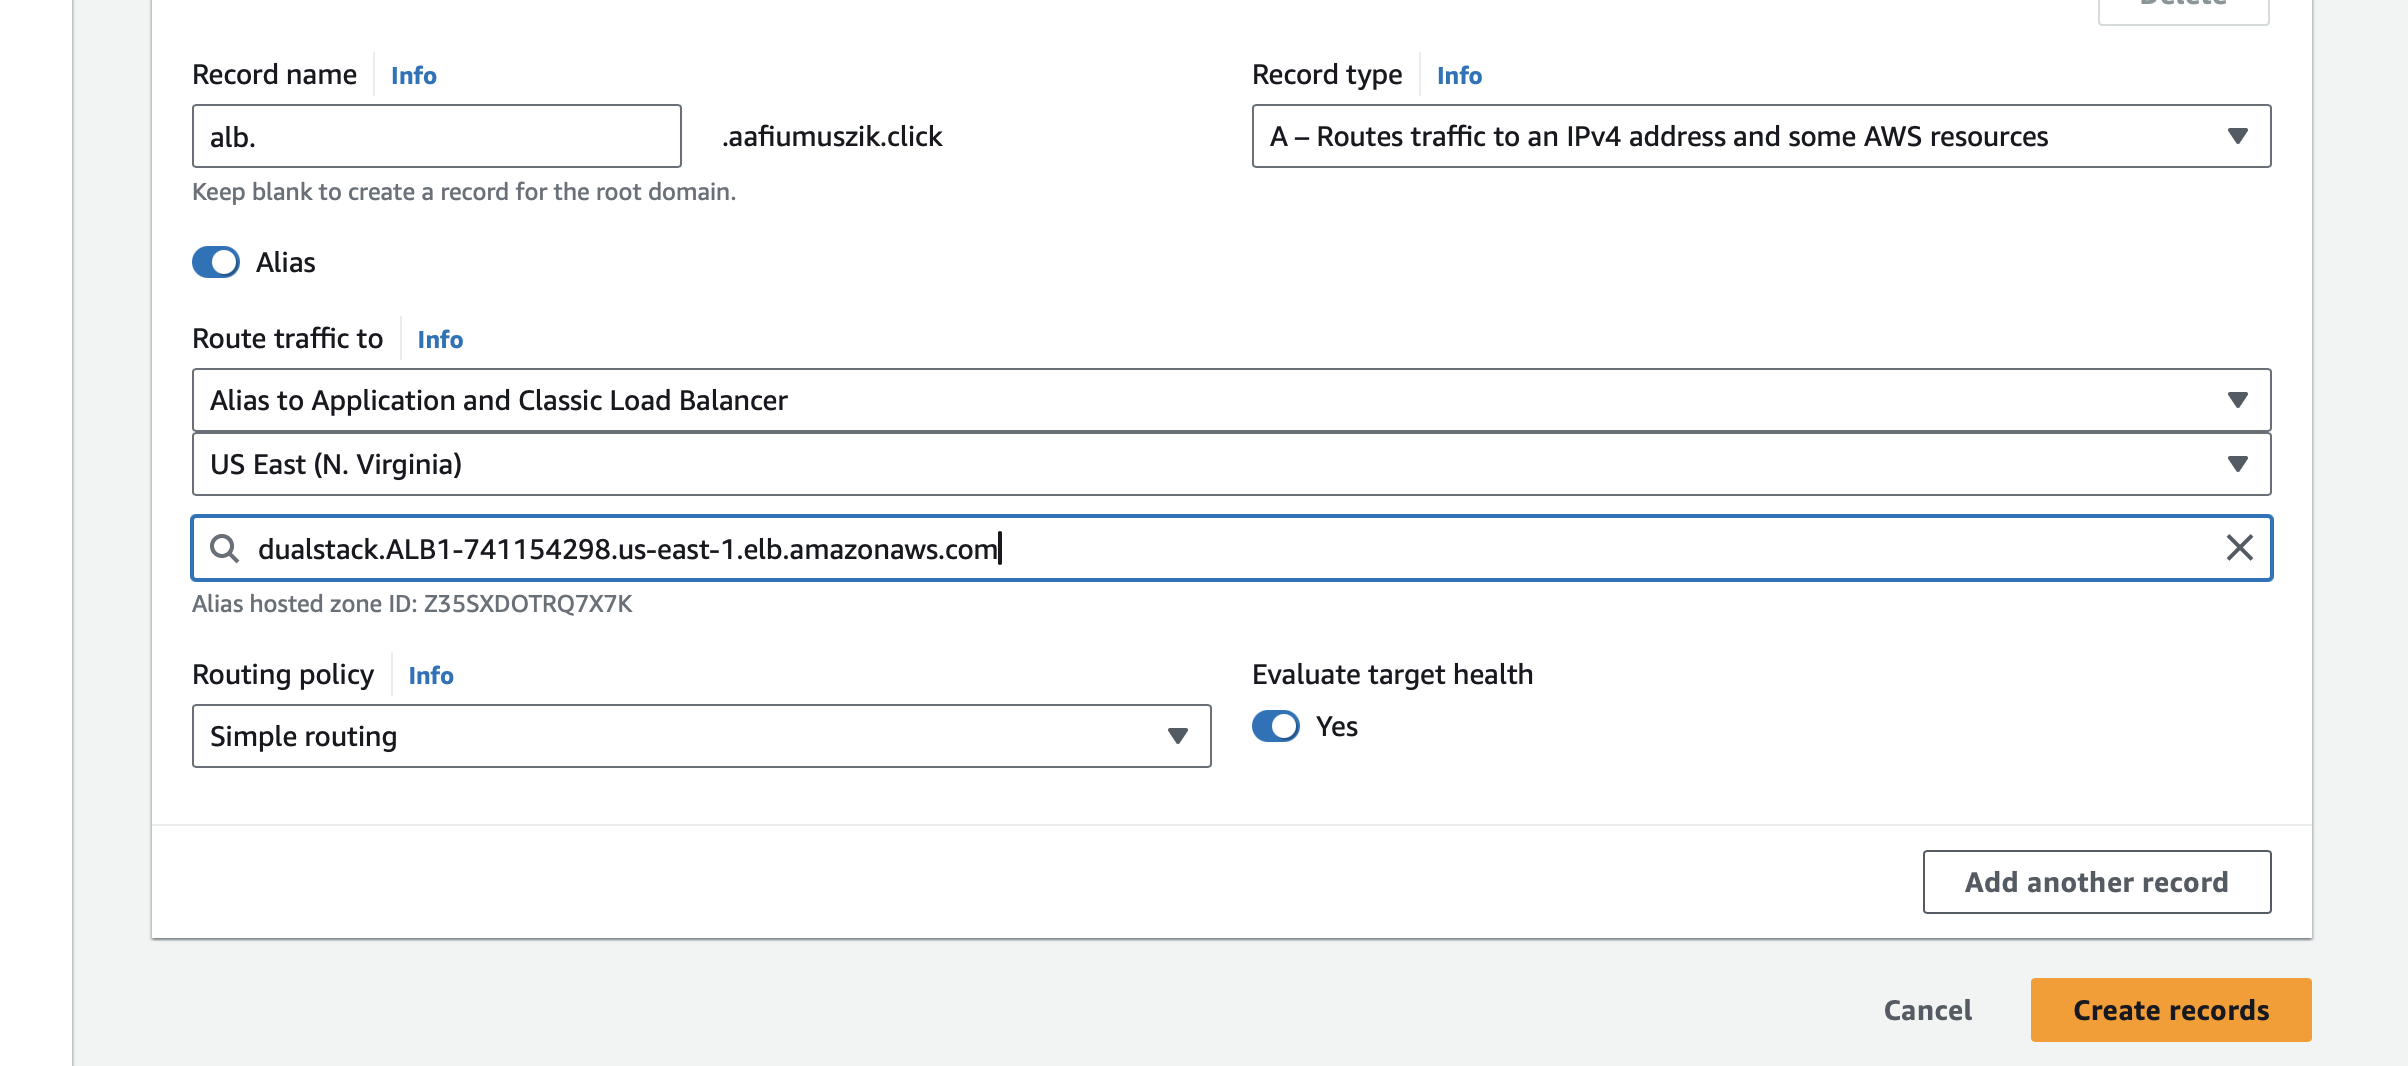 Delete
Record name Info
Record type Info
alb.
.aafiumuszik.click
A – Routes traffic to an IPv4 address and some AWS resources
Keep blank to create a record for the root domain.
Alias
Route traffic to Info
Alias to Application and Classic Load Balancer
US East (N. Virginia)
dualstack.ALB1-741154298.us-east-1.elb.amazonaws.com
Alias hosted zone ID: Z35SXDOTRQ7X7K
Routing policy Info
Evaluate target health
Simple routing
Yes
Add another record
Cancel
Create records